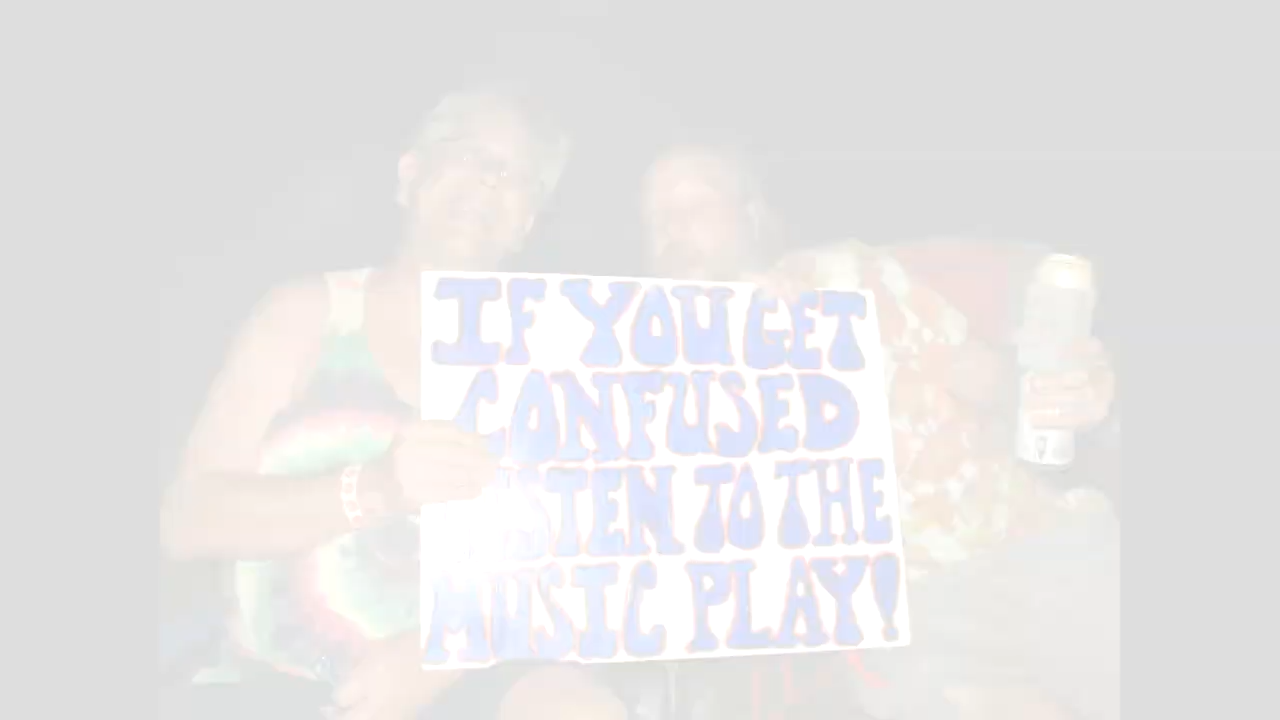 IF YOU GET
CONFUSED
LISTEN TO THE
MUSIC PLAY!